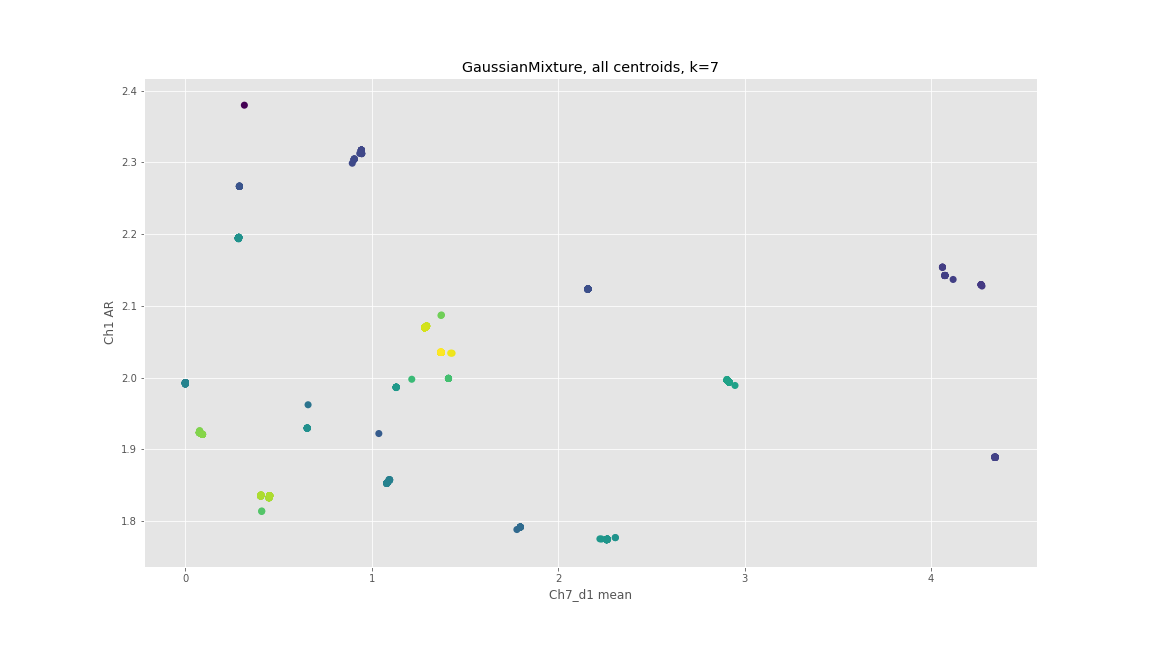 GaussianMixture, all centroids, k=7
2.4
2.3
2.2
2.1
2.0
1.9
1.8
Ch1 AR
0 1 2 3 4
Ch7_d1 mean